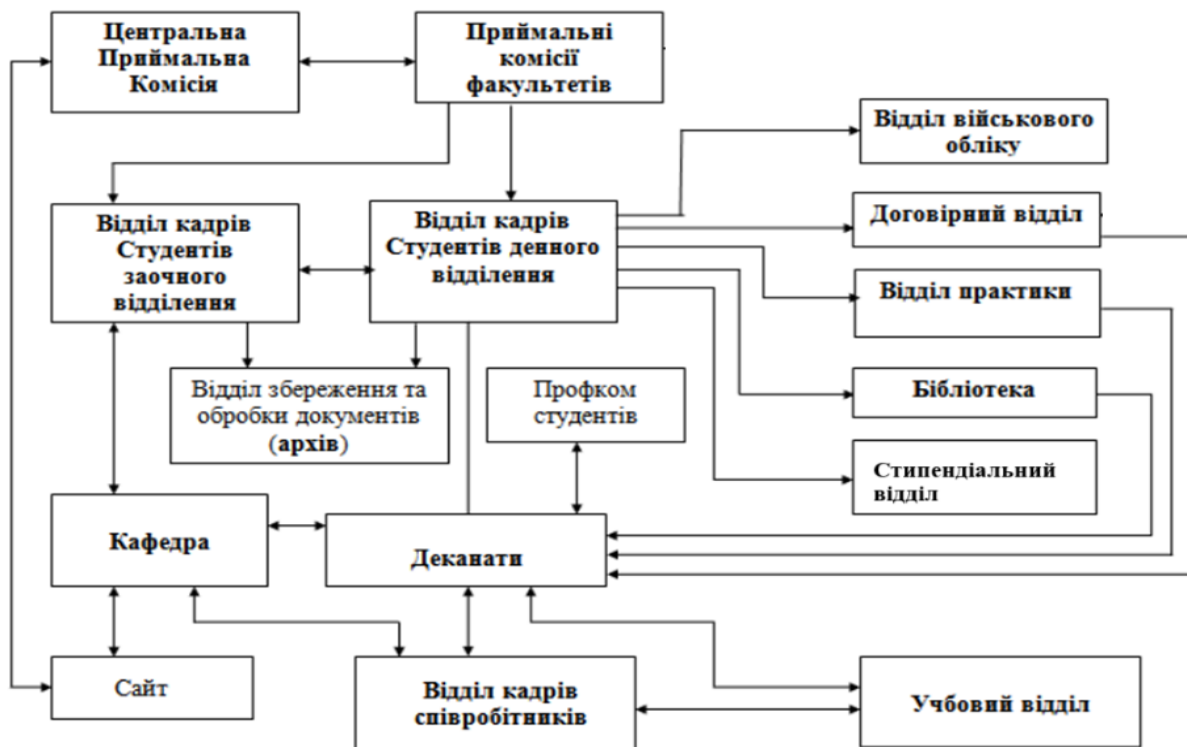 Центральна
Приймальна
Комісія
Приймальні
комісії
факультетів
Відділ військового
обліку
Відділ кадрів
Студентів
заочного
відділення
Відділ кадрів
Студентів денного
відділення
Договірний відділ
Відділ практики
Відділ збереження та
обробки документів
(архів)
Профком
студентів
Бібліотека
Стипендіальний
відділ
Кафедра
Деканати
Сайт
Відділ кадрів
співробітників
Учбовий відділ